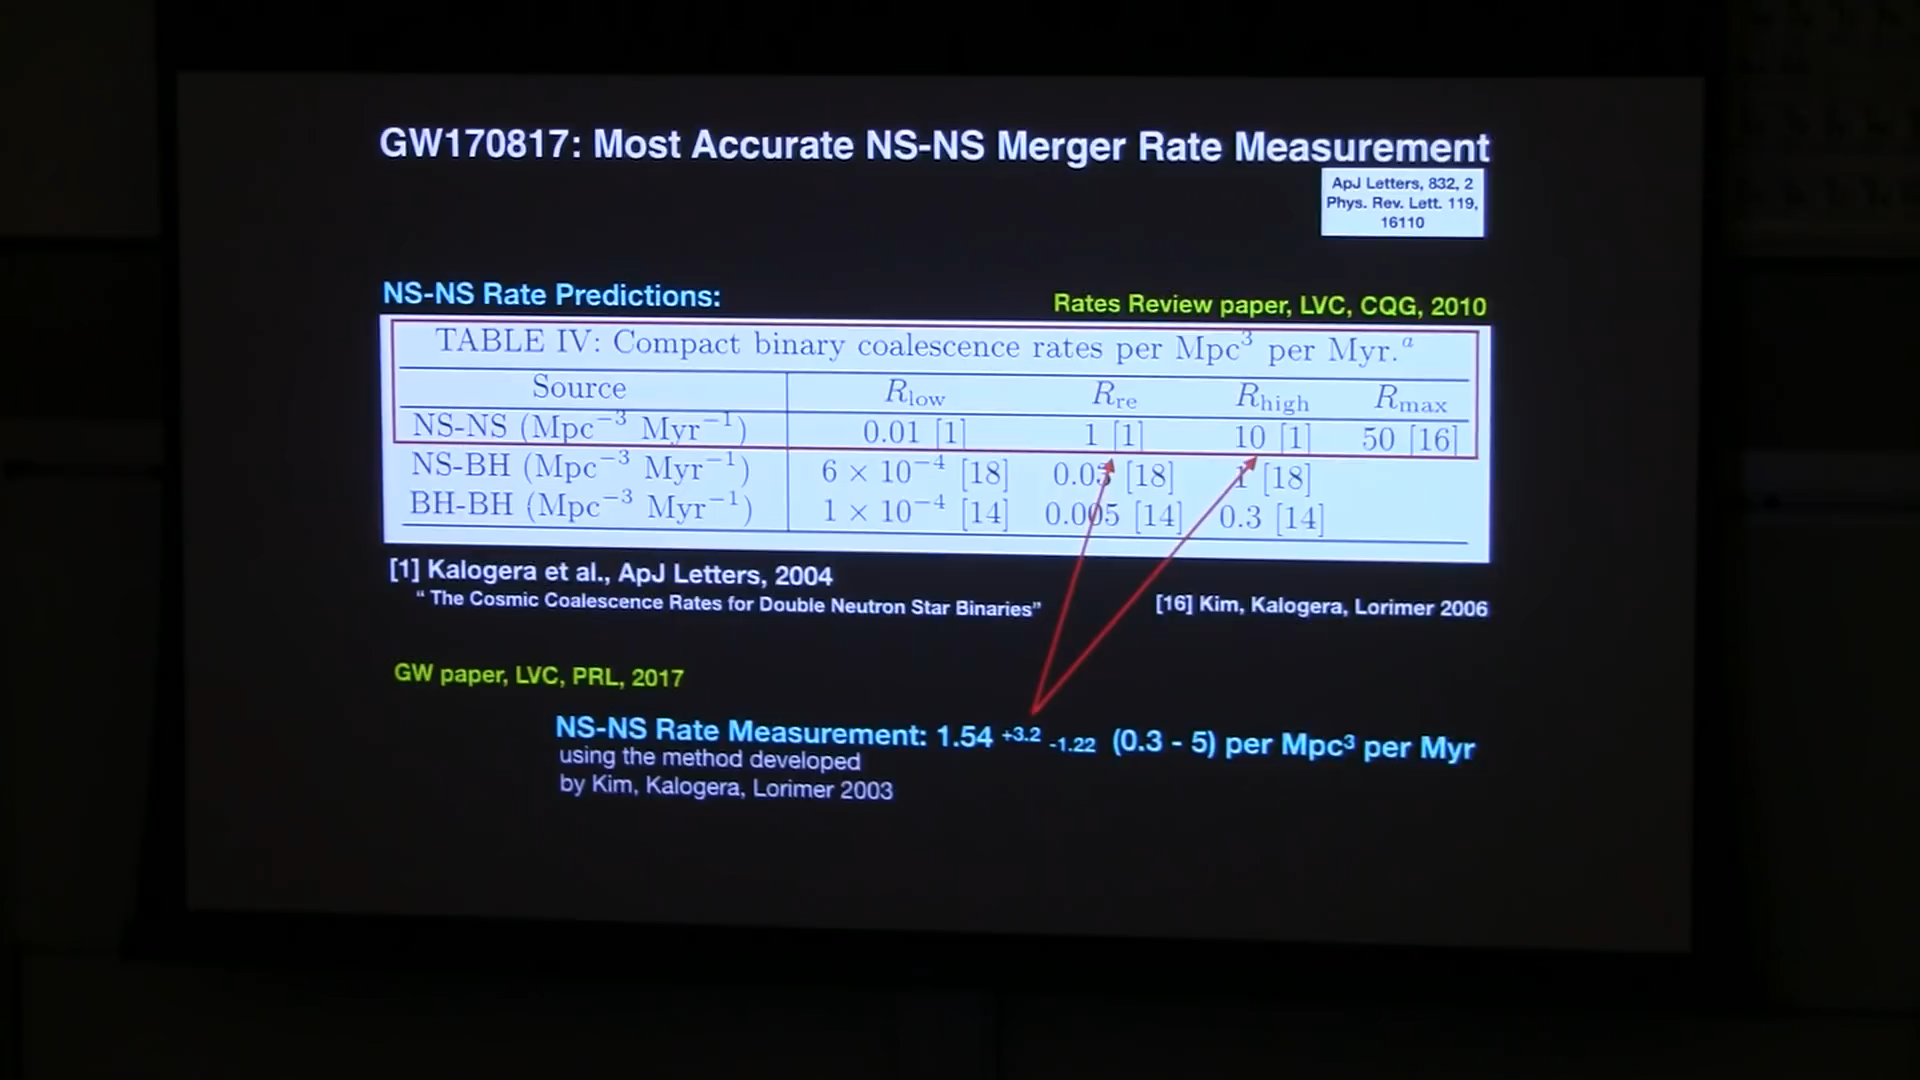 GW170817: Most Accurate NS-NS Merger Rate Measurement
ApJ Letters, 832, 2
Phys. Rev. Lett. 119,
16110
NS-NS Rate Predictions:
Rates Review paper, LVC, CQG, 2010
TABLE IV: Compact binary coalescence rates per Mpc³ per Myr.ᵃ
Source R_low R_re R_high R_max
NS-NS (Mpc⁻³ Myr⁻¹) 0.01 [1] 1 [1] 10 [1] 50 [16]
NS-BH (Mpc⁻³ Myr⁻¹) 6 × 10⁻⁴ [18] 0.03 [18] 1 [18]
BH-BH (Mpc⁻³ Myr⁻¹) 1 × 10⁻⁴ [14] 0.005 [14] 0.3 [14]
[1] Kalogera et al., ApJ Letters, 2004
“ The Cosmic Coalescence Rates for Double Neutron Star Binaries”
[16] Kim, Kalogera, Lorimer 2006
GW paper, LVC, PRL, 2017
NS-NS Rate Measurement: 1.54 +3.2 -1.22 (0.3 - 5) per Mpc³ per Myr
using the method developed
by Kim, Kalogera, Lorimer 2003